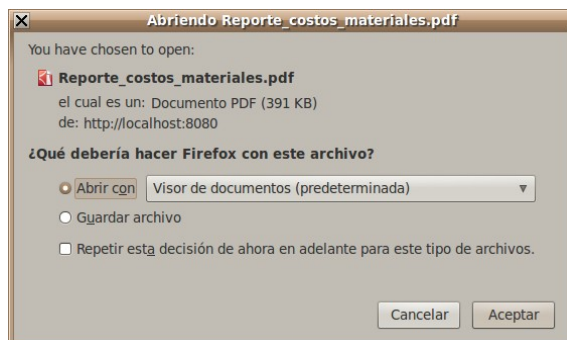 Abriendo Reporte_costos_materiales.pdf
You have chosen to open:
Reporte_costos_materiales.pdf
el cual es un: Documento PDF (391 KB)
de: http://localhost:8080
¿Qué debería hacer Firefox con este archivo?
Abrir con Visor de documentos (predeterminada)
Guardar archivo
Repetir esta decisión de ahora en adelante para este tipo de archivos.
Cancelar Aceptar